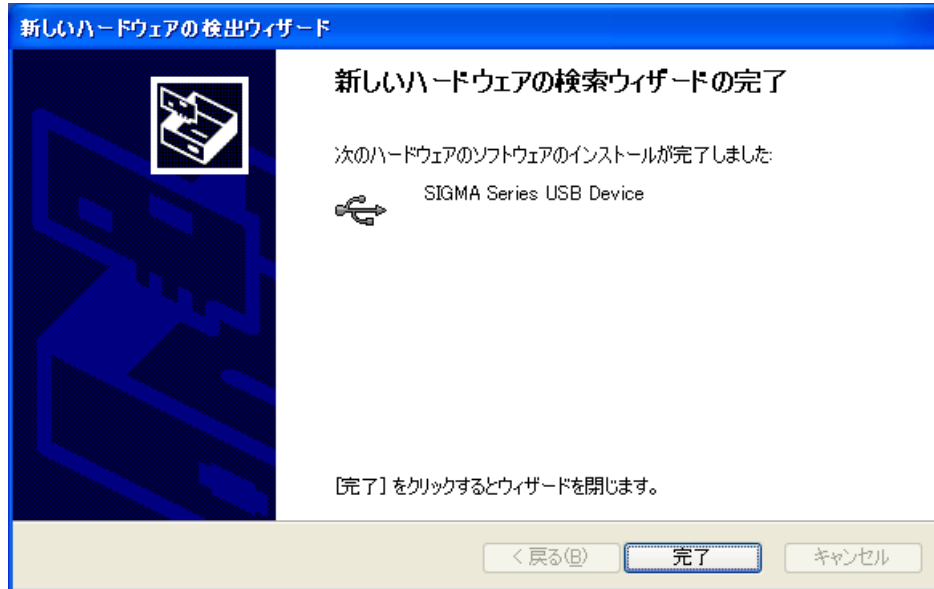 新しいハードウェアの検出ウィザード
新しいハードウェアの検索ウィザードの完了
次のハードウェアのソフトウェアのインストールが完了しました:
SIGMA Series USB Device
[完了] をクリックするとウィザードを閉じます。
< 戻る(B)
完了
キャンセル